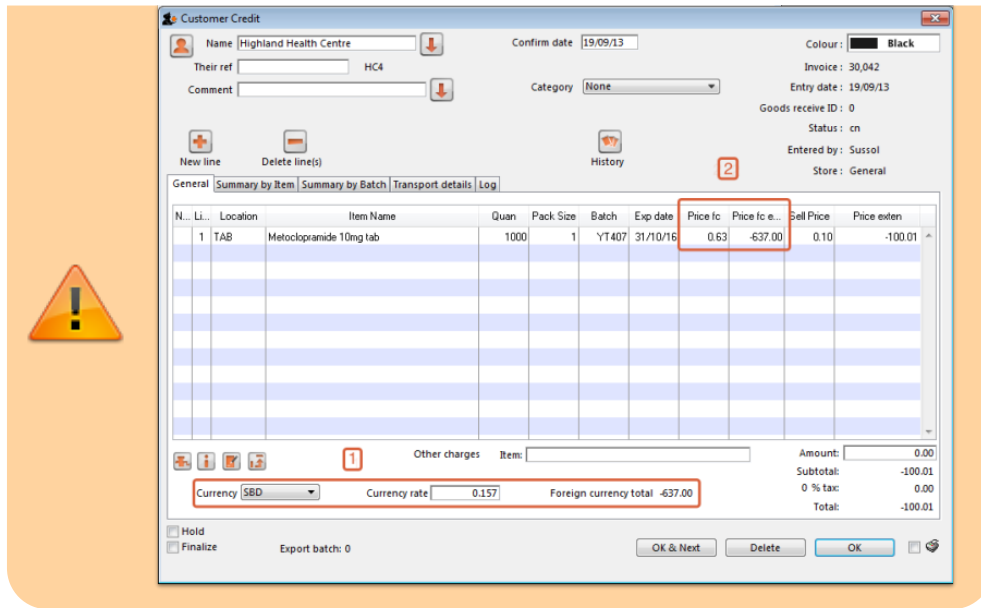 Customer Credit
Name Highland Health Centre Confirm date 19/09/13 Colour: Black
Their ref HC4 Invoice: 30,042
Comment Category None Entry date: 19/09/13
Goods receive ID: 0
Status: cn
New line Delete line(s) History Entered by: Sussol
2 Store: General
General Summary by Item Summary by Batch Transport details Log
N... Li... Location Item Name Quan Pack Size Batch Exp date Price fc Price fc e... Sell Price Price exten
1 TAB Metoclopramide 10mg tab 1000 1 YT407 31/10/16 0.63 -637.00 0.10 -100.01
1 Other charges Item: Amount: 0.00
Subtotal: -100.01
Currency SBD Currency rate 0.157 Foreign currency total -637.00 0 % tax: 0.00
Total: -100.01
Hold
Finalize Export batch: 0 OK & Next Delete OK